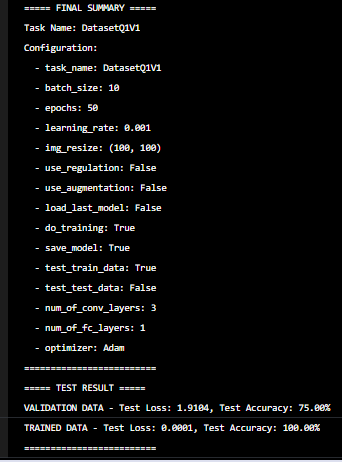 ===== FINAL SUMMARY =====
Task Name: DatasetQ1V1
Configuration:
- task_name: DatasetQ1V1
- batch_size: 10
- epochs: 50
- learning_rate: 0.001
- img_resize: (100, 100)
- use_regulation: False
- use_augmentation: False
- load_last_model: False
- do_training: True
- save_model: True
- test_train_data: True
- test_test_data: False
- num_of_conv_layers: 3
- num_of_fc_layers: 1
- optimizer: Adam
=========================
===== TEST RESULT =====
VALIDATION DATA - Test Loss: 1.9104, Test Accuracy: 75.00%
TRAINED DATA - Test Loss: 0.0001, Test Accuracy: 100.00%
=========================